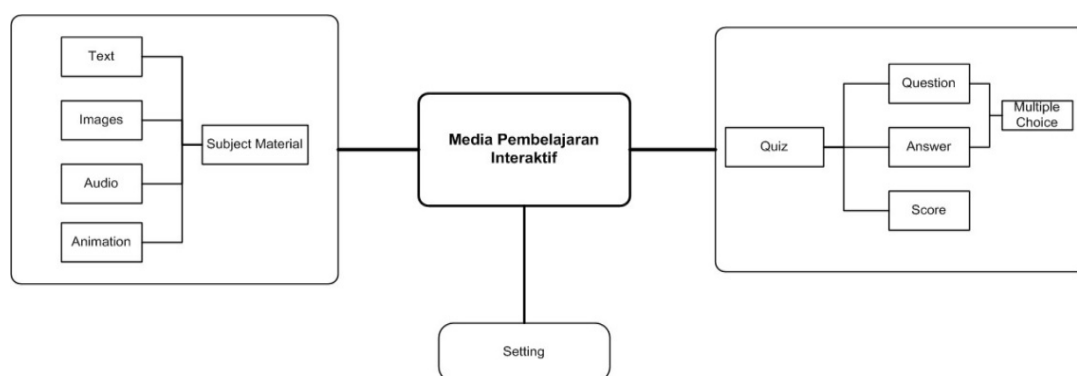 Text
Images
Audio
Animation
Subject Material
Media Pembelajaran
Interaktif
Quiz
Question
Answer
Score
Multiple
Choice
Setting